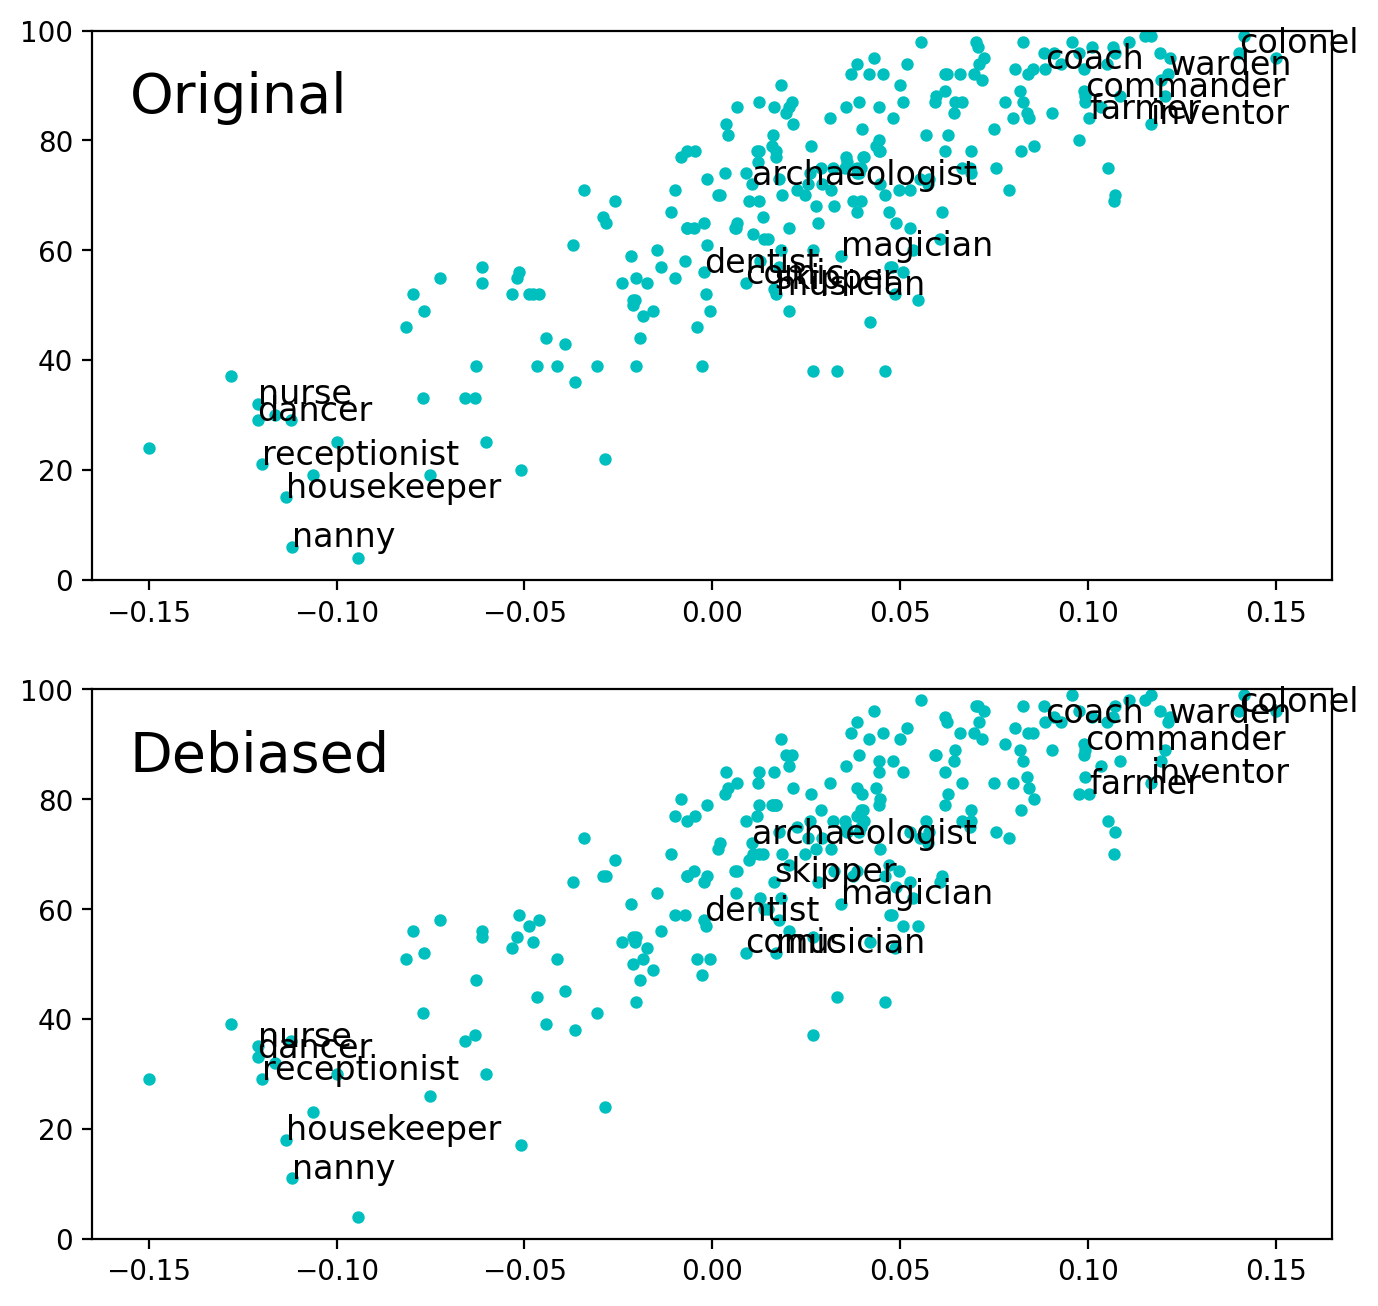 100
80
60
40
20
0
Original
colonel
coach
warden
commander
farmer
inventor
archaeologist
magician
dentist
comic
skipper
musician
nurse
dancer
receptionist
housekeeper
nanny
−0.15 −0.10 −0.05 0.00 0.05 0.10 0.15
100
80
60
40
20
0
Debiased
colonel
coach
warden
commander
inventor
farmer
archaeologist
skipper
magician
dentist
comic
musician
nurse
dancer
receptionist
housekeeper
nanny
−0.15 −0.10 −0.05 0.00 0.05 0.10 0.15